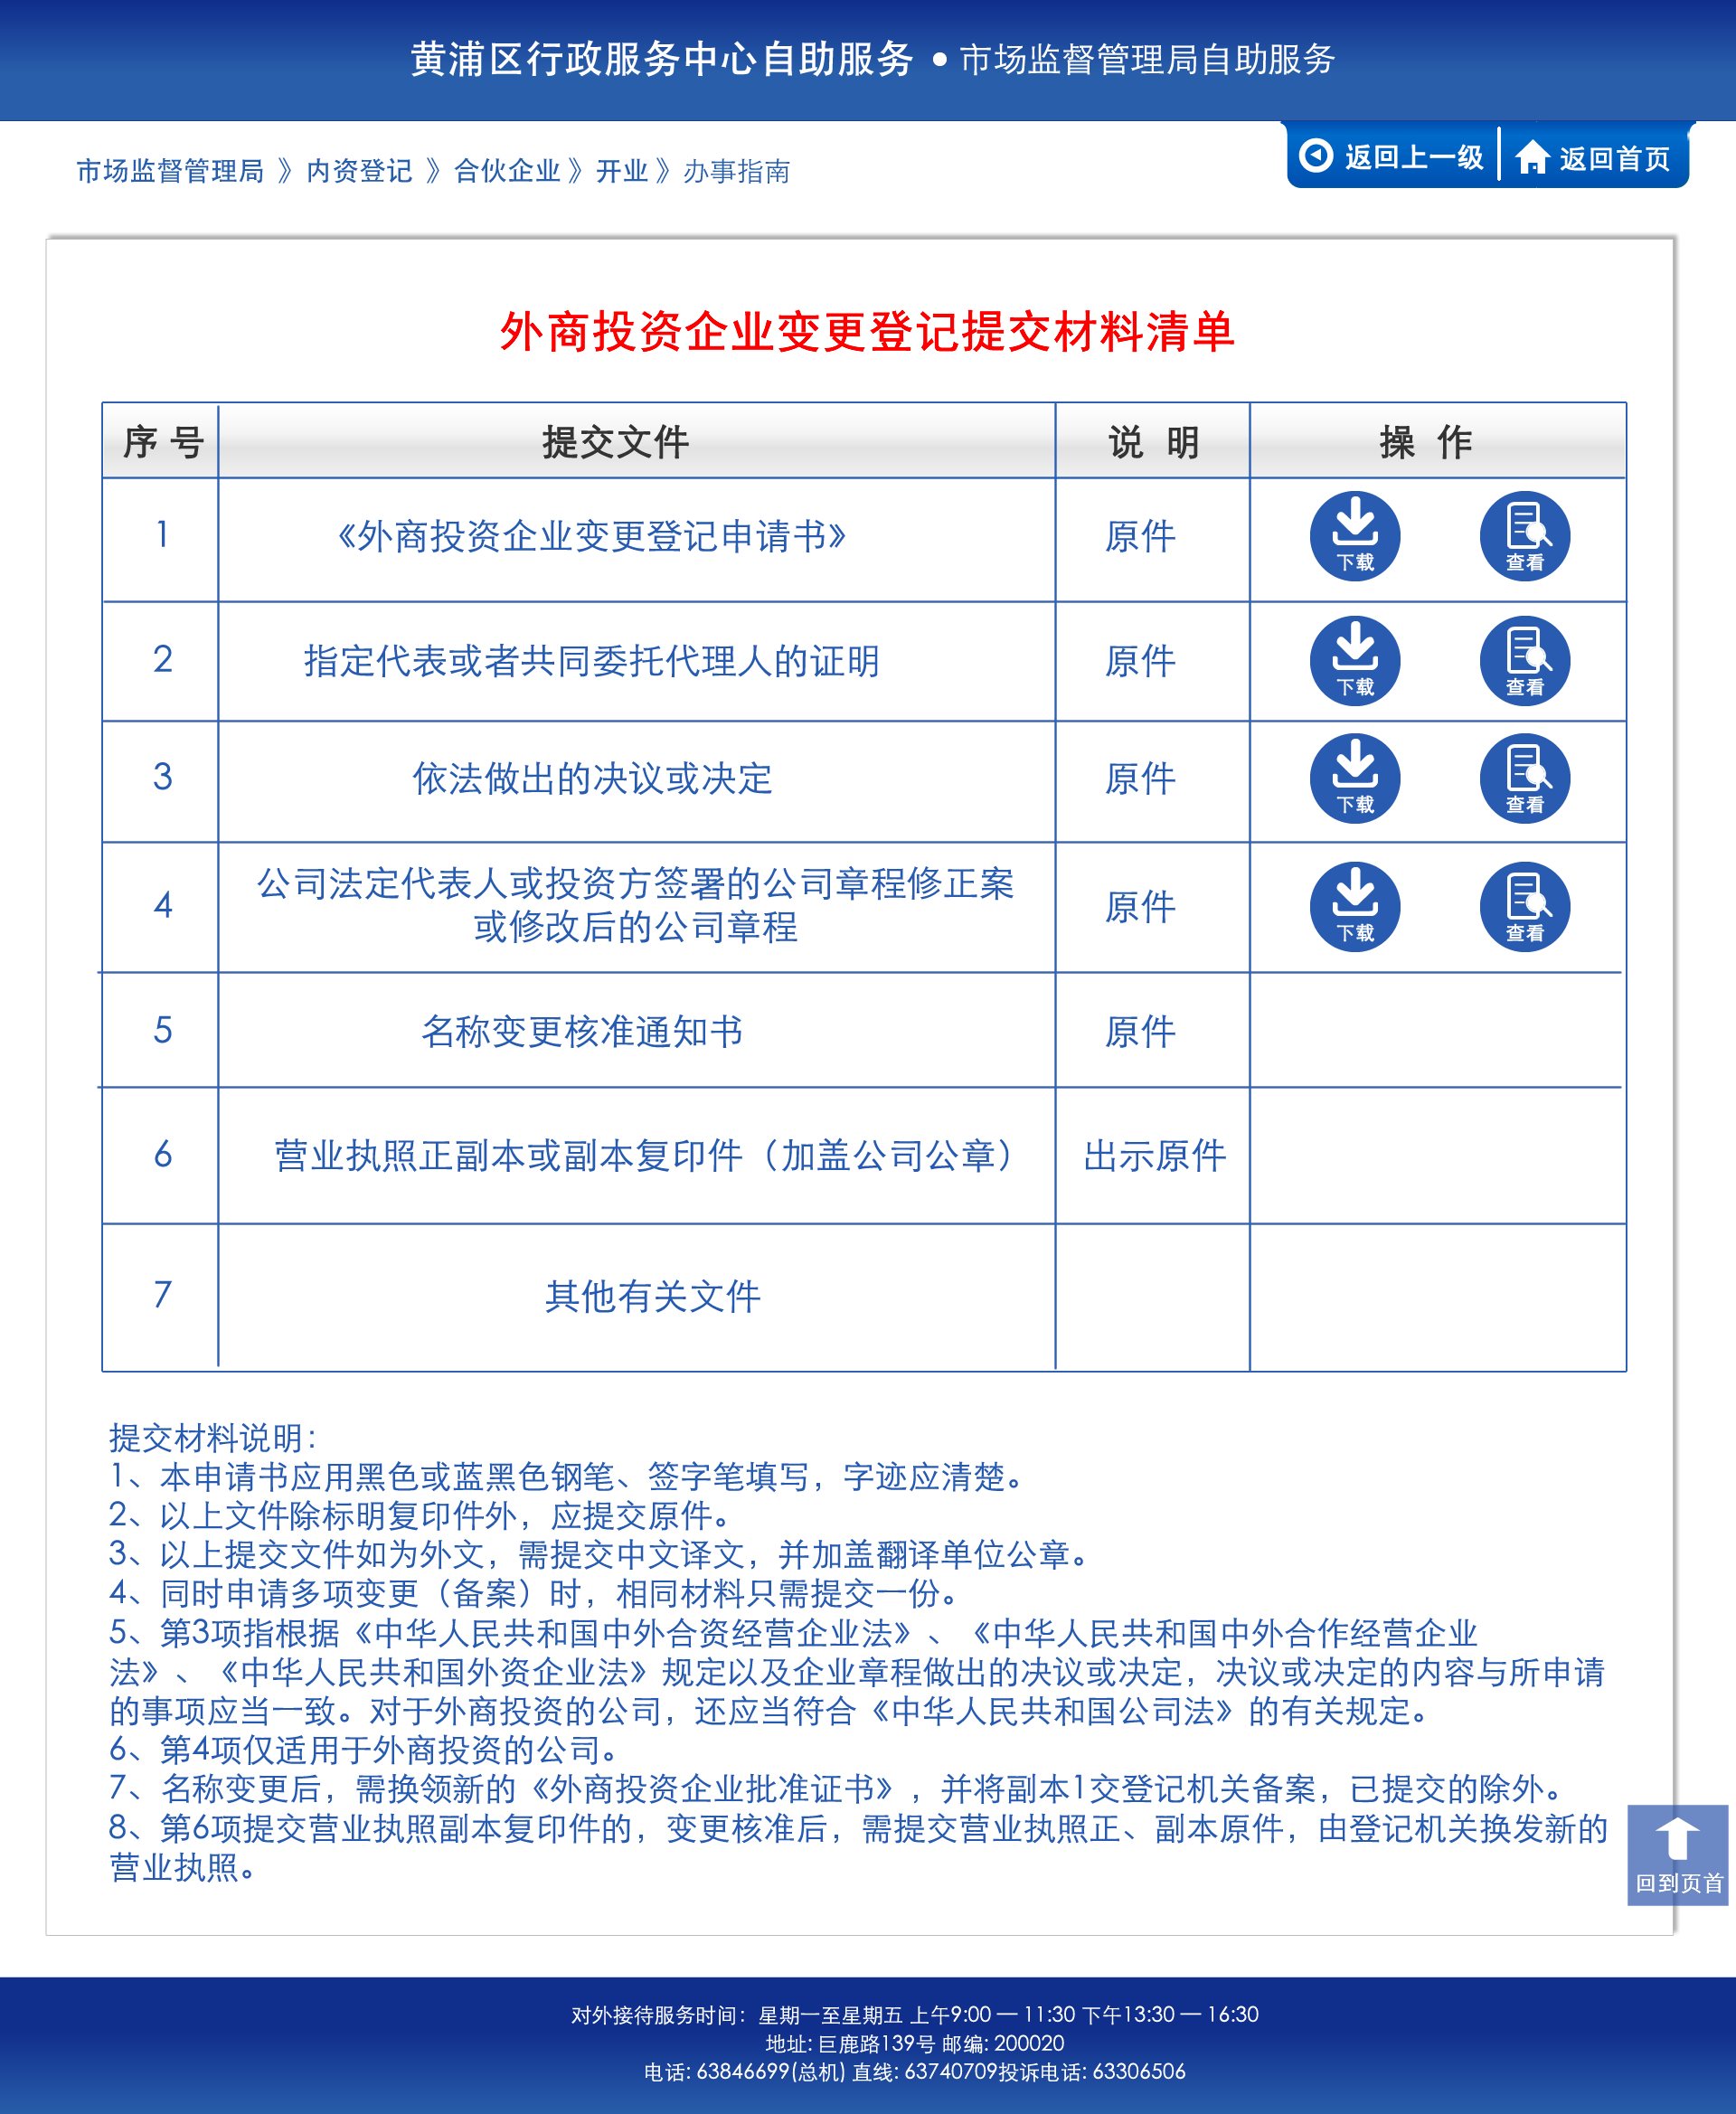 黄浦区行政服务中心自助服务 • 市场监督管理局自助服务
市场监督管理局 》内资登记 》合伙企业 》开业 》办事指南
返回上一级 返回首页
外商投资企业变更登记提交材料清单
序 号 提交文件 说 明 操 作
1 《外商投资企业变更登记申请书》 原件 下载 查看
2 指定代表或者共同委托代理人的证明 原件 下载 查看
3 依法做出的决议或决定 原件 下载 查看
4 公司法定代表人或投资方签署的公司章程修正案
或修改后的公司章程 原件 下载 查看
5 名称变更核准通知书 原件
6 营业执照正副本或副本复印件（加盖公司公章） 出示原件
7 其他有关文件
提交材料说明：
1、本申请书应用黑色或蓝黑色钢笔、签字笔填写，字迹应清楚。
2、以上文件除标明复印件外，应提交原件。
3、以上提交文件如为外文，需提交中文译文，并加盖翻译单位公章。
4、同时申请多项变更（备案）时，相同材料只需提交一份。
5、第3项指根据《中华人民共和国中外合资经营企业法》、《中华人民共和国中外合作经营企业
法》、《中华人民共和国外资企业法》规定以及企业章程做出的决议或决定，决议或决定的内容与所申请
的事项应当一致。对于外商投资的公司，还应当符合《中华人民共和国公司法》的有关规定。
6、第4项仅适用于外商投资的公司。
7、名称变更后，需换领新的《外商投资企业批准证书》，并将副本1交登记机关备案，已提交的除外。
8、第6项提交营业执照副本复印件的，变更核准后，需提交营业执照正、副本原件，由登记机关换发新的
营业执照。
回到页首
对外接待服务时间：星期一至星期五 上午9:00 — 11:30 下午13:30 — 16:30
地址: 巨鹿路139号 邮编: 200020
电话: 63846699(总机) 直线: 63740709投诉电话: 63306506